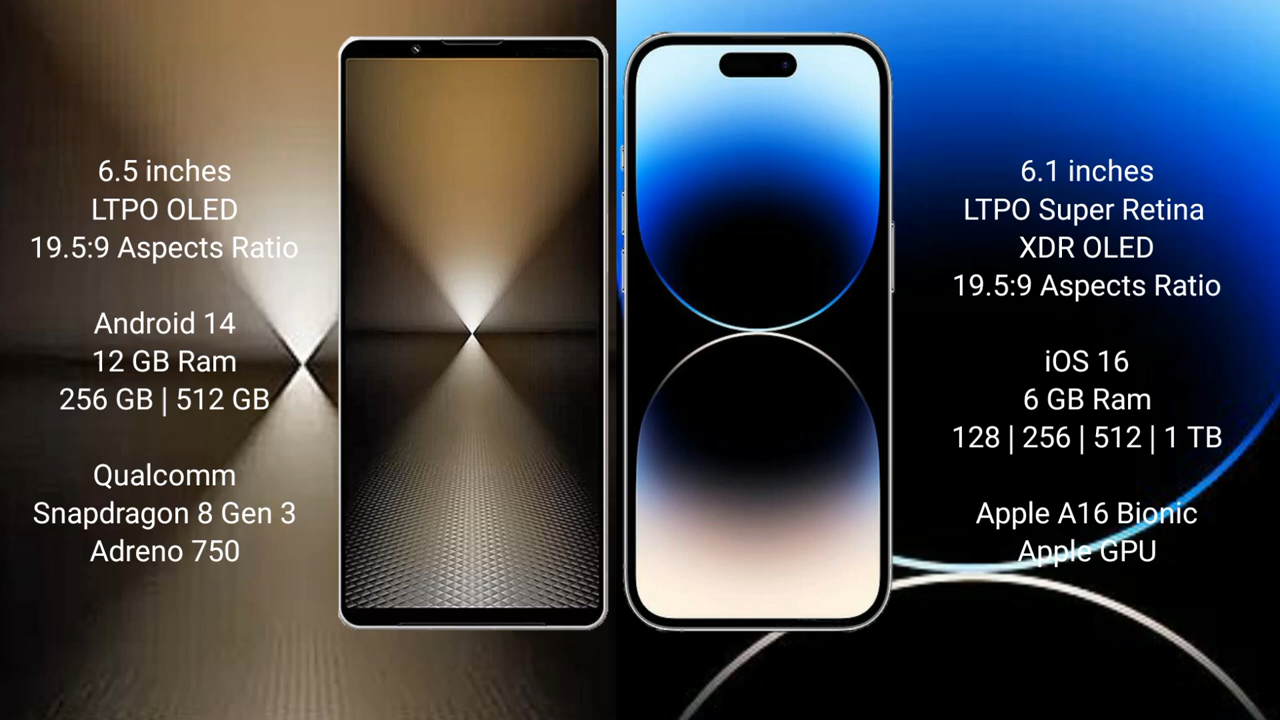 6.5 inches
LTPO OLED
19.5:9 Aspects Ratio
Android 14
12 GB Ram
256 GB | 512 GB
Qualcomm
Snapdragon 8 Gen 3
Adreno 750
6.1 inches
LTPO Super Retina
XDR OLED
19.5:9 Aspects Ratio
iOS 16
6 GB Ram
128 | 256 | 512 | 1 TB
Apple A16 Bionic
Apple GPU